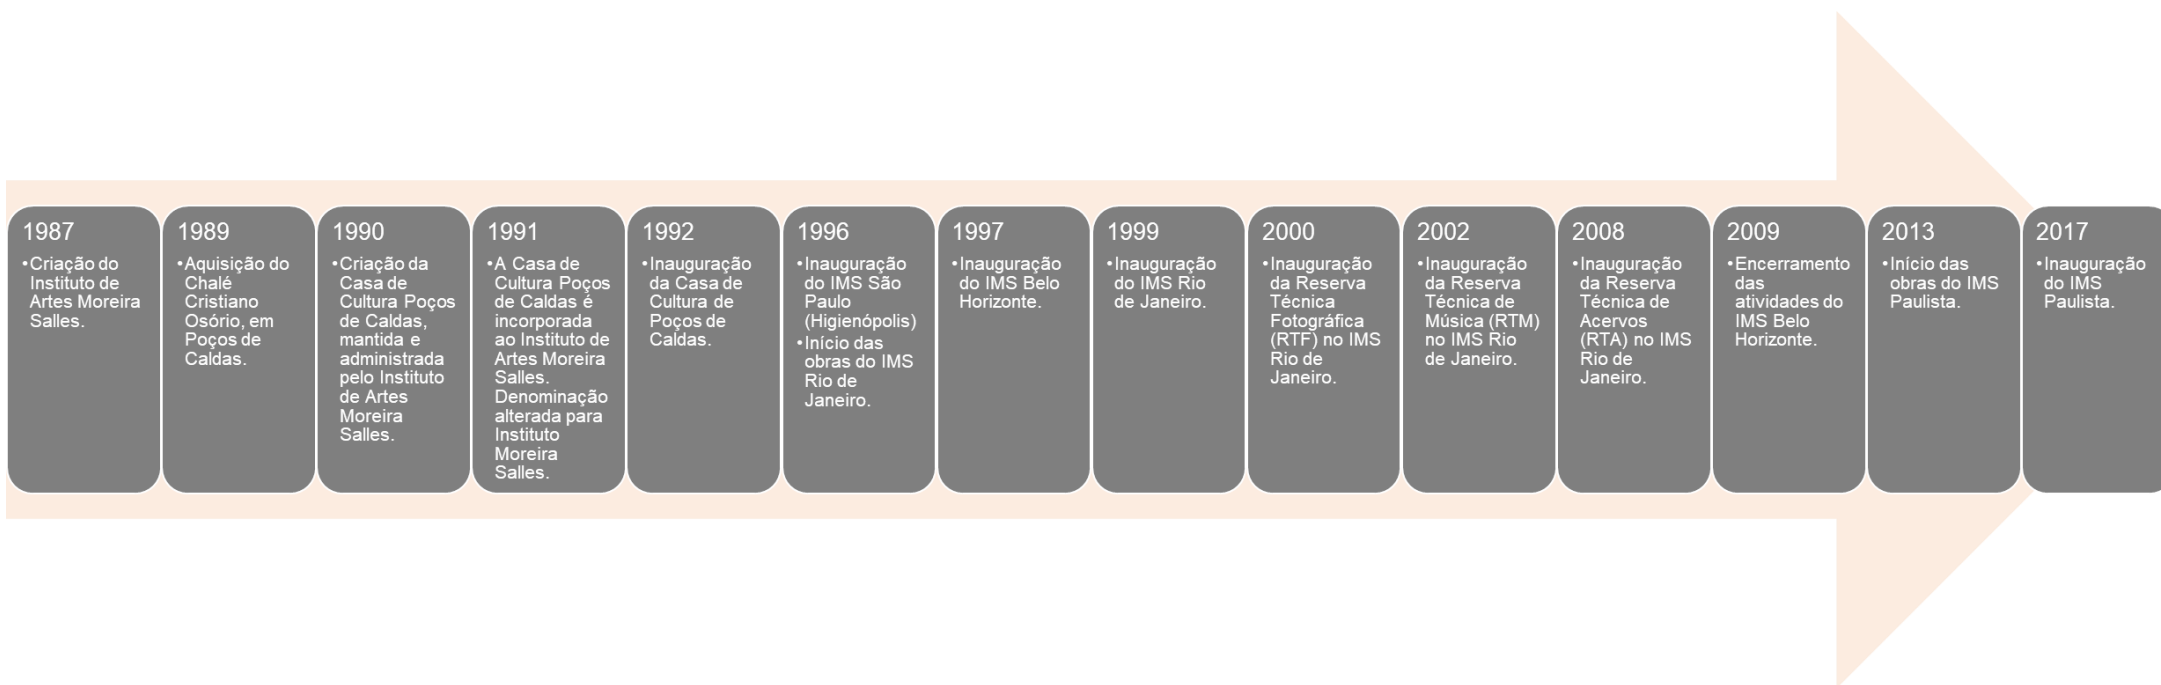 1987
•Criação do
Instituto de
Artes Moreira
Salles.
1989
•Aquisição do
Chalé
Cristiano
Osório, em
Poços de
Caldas.
1990
•Criação da
Casa de
Cultura Poços
de Caldas,
mantida e
administrada
pelo Instituto
de Artes
Moreira
Salles.
1991
•A Casa de
Cultura Poços
de Caldas é
incorporada
ao Instituto de
Artes Moreira
Salles.
Denominação
alterada para
Instituto
Moreira
Salles.
1992
•Inauguração
da Casa de
Cultura de
Poços de
Caldas.
1996
•Inauguração
do IMS São
Paulo
(Higienópolis)
•Início das
obras do IMS
Rio de
Janeiro.
1997
•Inauguração
do IMS Belo
Horizonte.
1999
•Inauguração
do IMS Rio
de Janeiro.
2000
•Inauguração
da Reserva
Técnica
Fotográfica
(RTF) no IMS
Rio de
Janeiro.
2002
•Inauguração
da Reserva
Técnica de
Música (RTM)
no IMS Rio
de Janeiro.
2008
•Inauguração
da Reserva
Técnica de
Acervos
(RTA) no IMS
Rio de
Janeiro.
2009
•Encerramento
das
atividades do
IMS Belo
Horizonte.
2013
•Início das
obras do IMS
Paulista.
2017
•Inauguração
do IMS
Paulista.